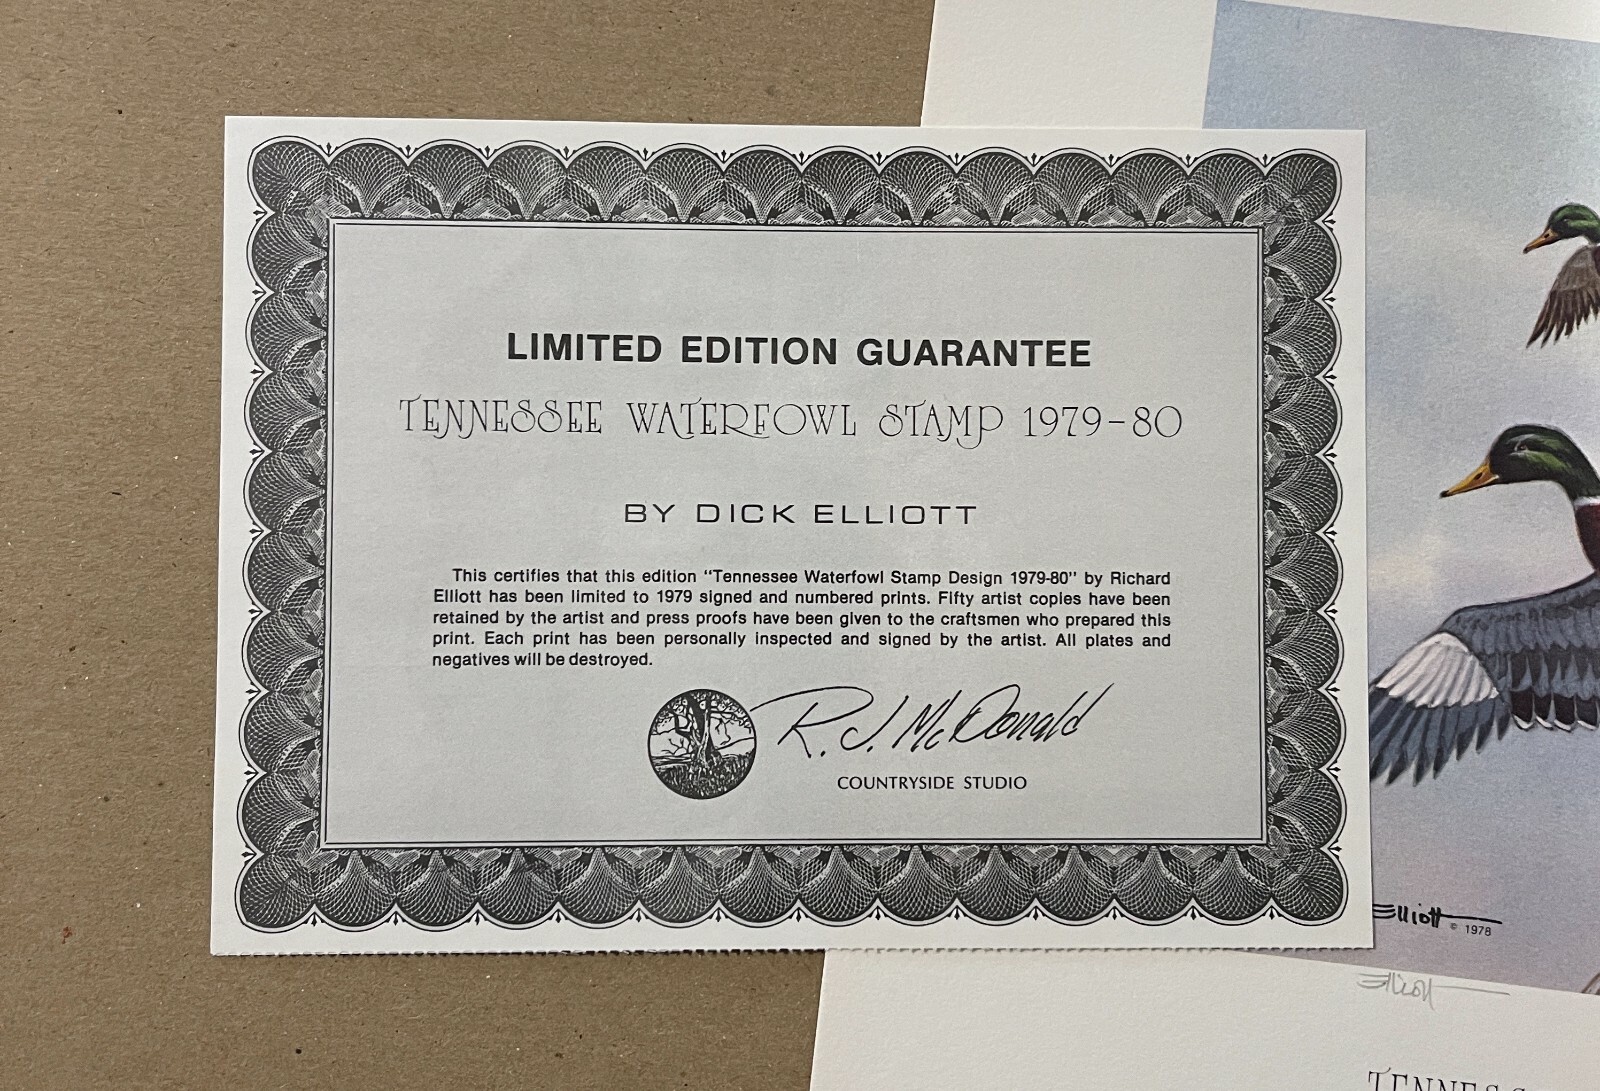 LIMITED EDITION GUARANTEE
TENNESSEE WATERFOWL STAMP 1979-80
BY DICK ELLIOTT
This certifies that this edition "Tennessee Waterfowl Stamp Design 1979-80" by Richard
Elliott has been limited to 1979 signed and numbered prints. Fifty artist copies have been
retained by the artist and press proofs have been given to the craftsmen who prepared this
print. Each print has been personally inspected and signed by the artist. All plates and
negatives will be destroyed.
R. J. McDonald
COUNTRYSIDE STUDIO
Elliott
© 1978
Elliott